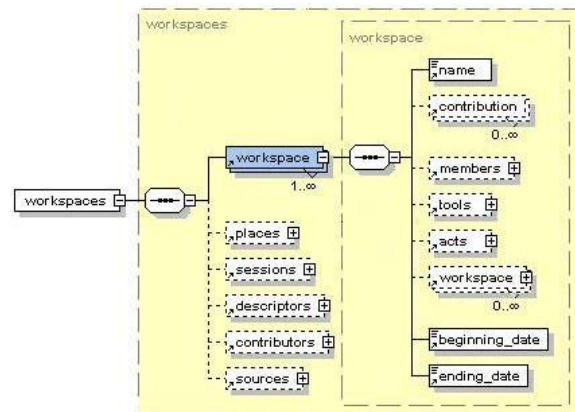 workspaces
workspace
name
contribution
0..∞
workspace
1..∞
members
workspaces
tools
places
acts
sessions
workspace
0..∞
descriptors
contributors
beginning_date
sources
ending_date